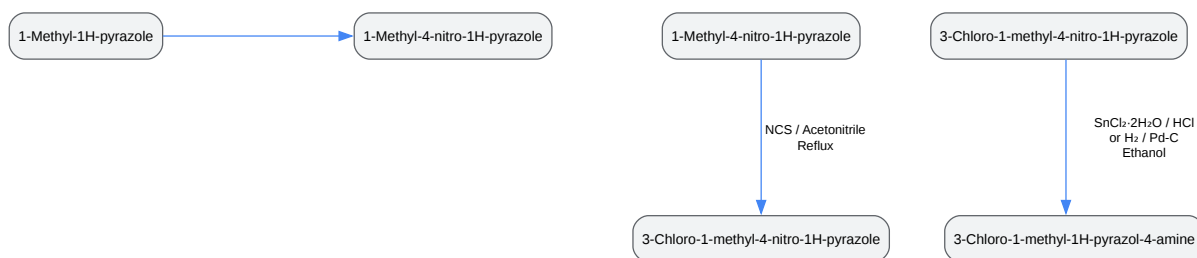 1-Methyl-1H-pyrazole
1-Methyl-4-nitro-1H-pyrazole
1-Methyl-4-nitro-1H-pyrazole
3-Chloro-1-methyl-4-nitro-1H-pyrazole
NCS / Acetonitrile
Reflux
SnCl₂·2H₂O / HCl
or H₂ / Pd-C
Ethanol
3-Chloro-1-methyl-4-nitro-1H-pyrazole
3-Chloro-1-methyl-1H-pyrazol-4-amine